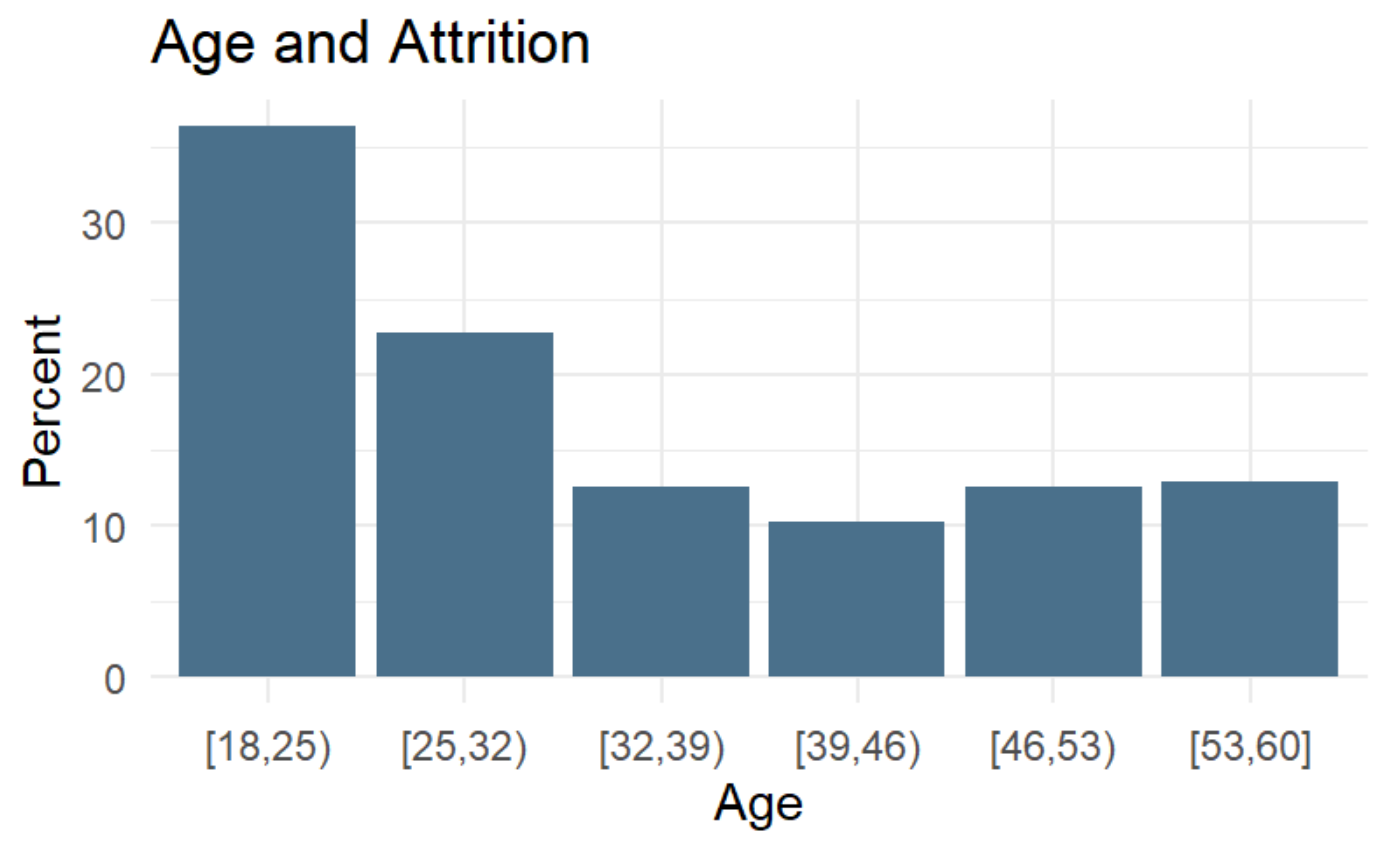 Age and Attrition
Percent
30
20
10
0
[18,25) [25,32) [32,39) [39,46) [46,53) [53,60]
Age